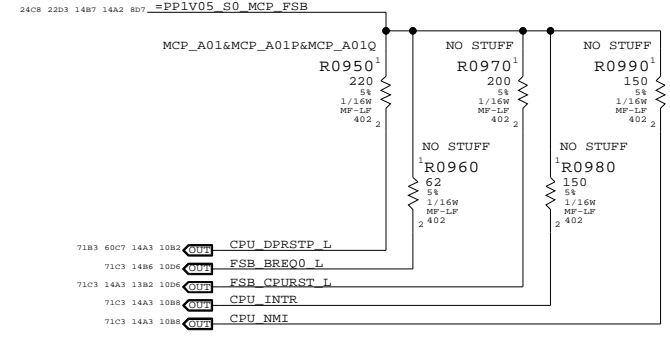 24C8 22D3 14B7 14A2 8D7 =PP1V05_S0_MCP_FSB
MCP_A01&MCP_A01P&MCP_A01Q
R0950 1
220
5%
1/16W
MF-LF
402 2
NO STUFF
R0970 1
200
5%
1/16W
MF-LF
402 2
NO STUFF
R0990 1
150
5%
1/16W
MF-LF
402 2
NO STUFF
1 R0960
62
5%
1/16W
MF-LF
2 402
NO STUFF
1 R0980
150
5%
1/16W
MF-LF
2 402
71B3 60C7 14A3 10B2 OUT CPU_DPRSTP_L
71C3 14B6 10D6 OUT FSB_BREQ0_L
71C3 14A3 13B2 10D6 OUT FSB_CPURST_L
71C3 14A3 10B8 OUT CPU_INTR
71C3 14A3 10B8 OUT CPU_NMI